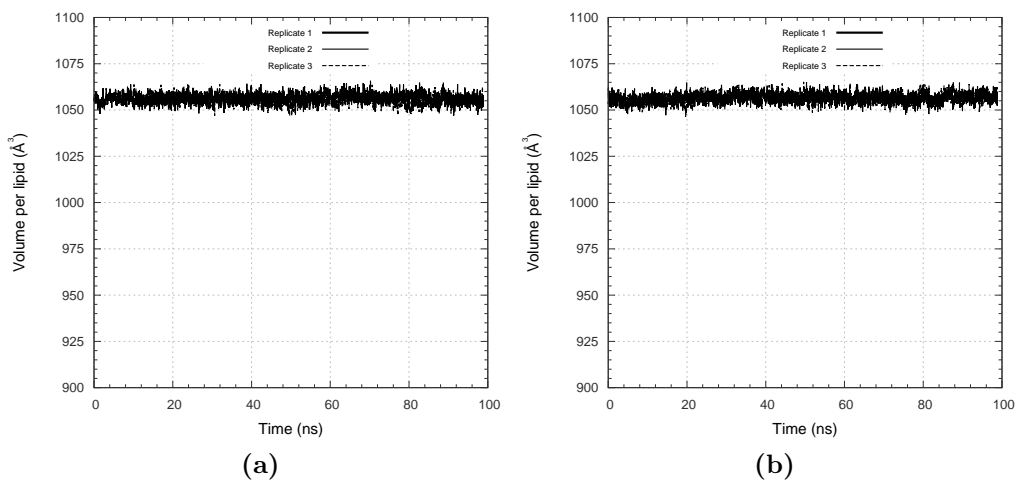 1100
1075
1050
1025
1000
975
950
925
900
0
20
40
60
80
100
Volume per lipid (Å3)
Time (ns)
Replicate 1
Replicate 2
Replicate 3
(a)
1100
1075
1050
1025
1000
975
950
925
900
0
20
40
60
80
100
Volume per lipid (Å3)
Time (ns)
Replicate 1
Replicate 2
Replicate 3
(b)